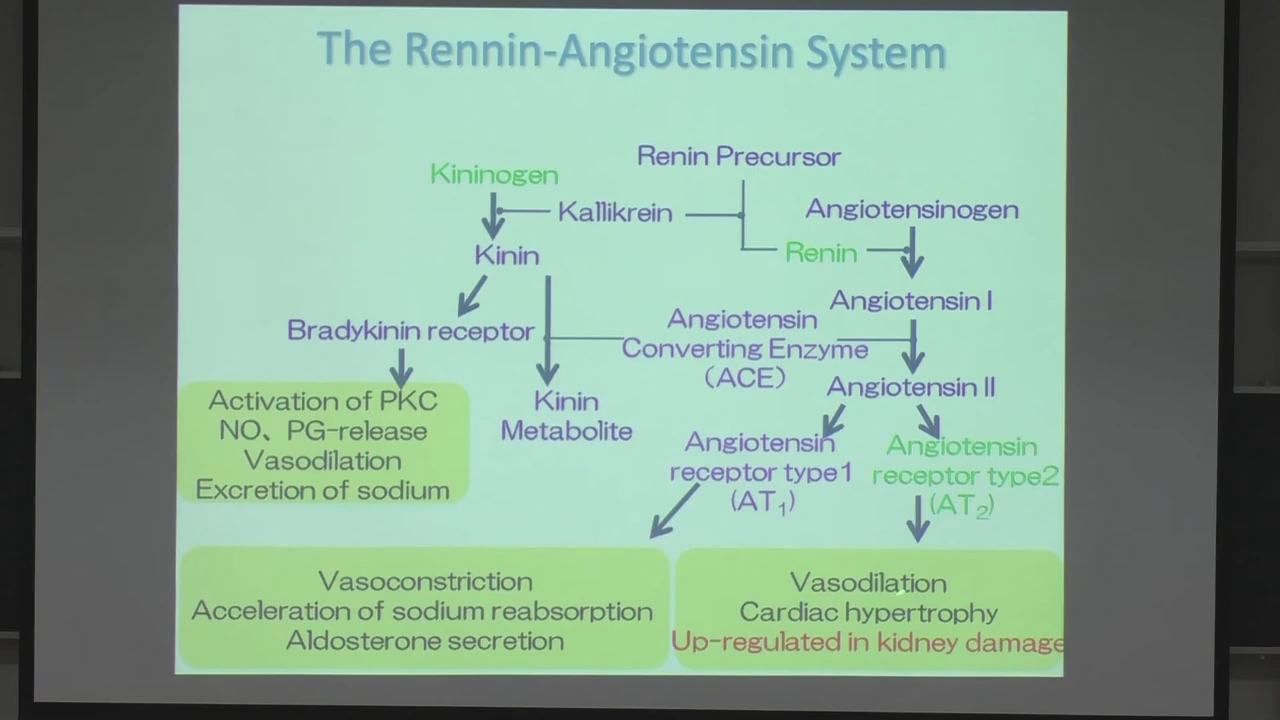 The Rennin-Angiotensin System
Renin Precursor
Kininogen
Kallikrein
Angiotensinogen
Kinin
Renin
Angiotensin I
Bradykinin receptor
Angiotensin
Converting Enzyme
(ACE)
Angiotensin II
Activation of PKC
NO、PG-release
Vasodilation
Excretion of sodium
Kinin
Metabolite
Angiotensin
receptor type1
(AT1)
Angiotensin
receptor type2
(AT2)
Vasoconstriction
Acceleration of sodium reabsorption
Aldosterone secretion
Vasodilation
Cardiac hypertrophy
Up-regulated in kidney damage